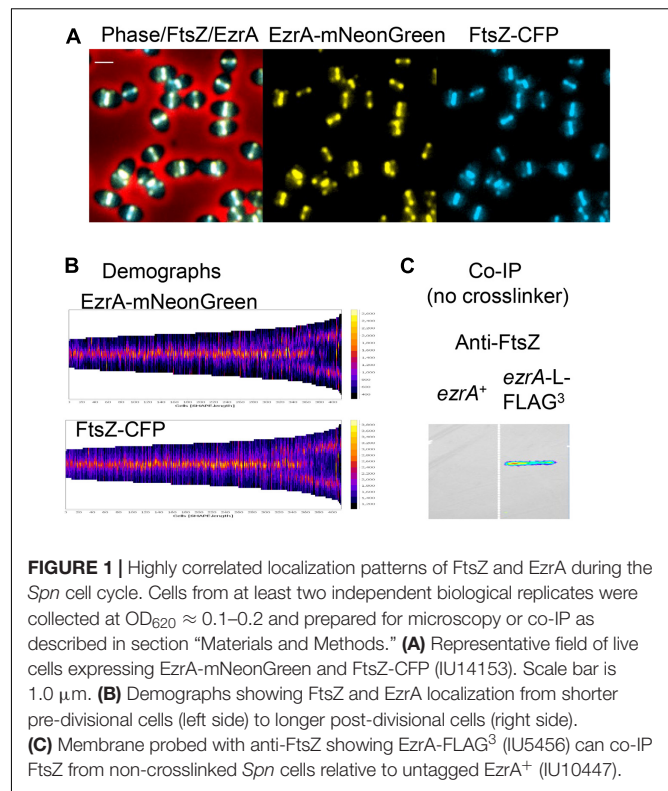 A Phase/FtsZ/EzrA EzrA-mNeonGreen FtsZ-CFP
B Demographs
EzrA-mNeonGreen
Cells [SHAPE.length]
FtsZ-CFP
Cells [SHAPE.length]
C Co-IP
(no crosslinker)
Anti-FtsZ
ezrA⁺ ezrA-L-
FLAG³
FIGURE 1 | Highly correlated localization patterns of FtsZ and EzrA during the
Spn cell cycle. Cells from at least two independent biological replicates were
collected at OD₆₂₀ ≈ 0.1–0.2 and prepared for microscopy or co-IP as
described in section “Materials and Methods.” (A) Representative field of live
cells expressing EzrA-mNeonGreen and FtsZ-CFP (IU14153). Scale bar is
1.0 μm. (B) Demographs showing FtsZ and EzrA localization from shorter
pre-divisional cells (left side) to longer post-divisional cells (right side).
(C) Membrane probed with anti-FtsZ showing EzrA-FLAG³ (IU5456) can co-IP
FtsZ from non-crosslinked Spn cells relative to untagged EzrA⁺ (IU10447).